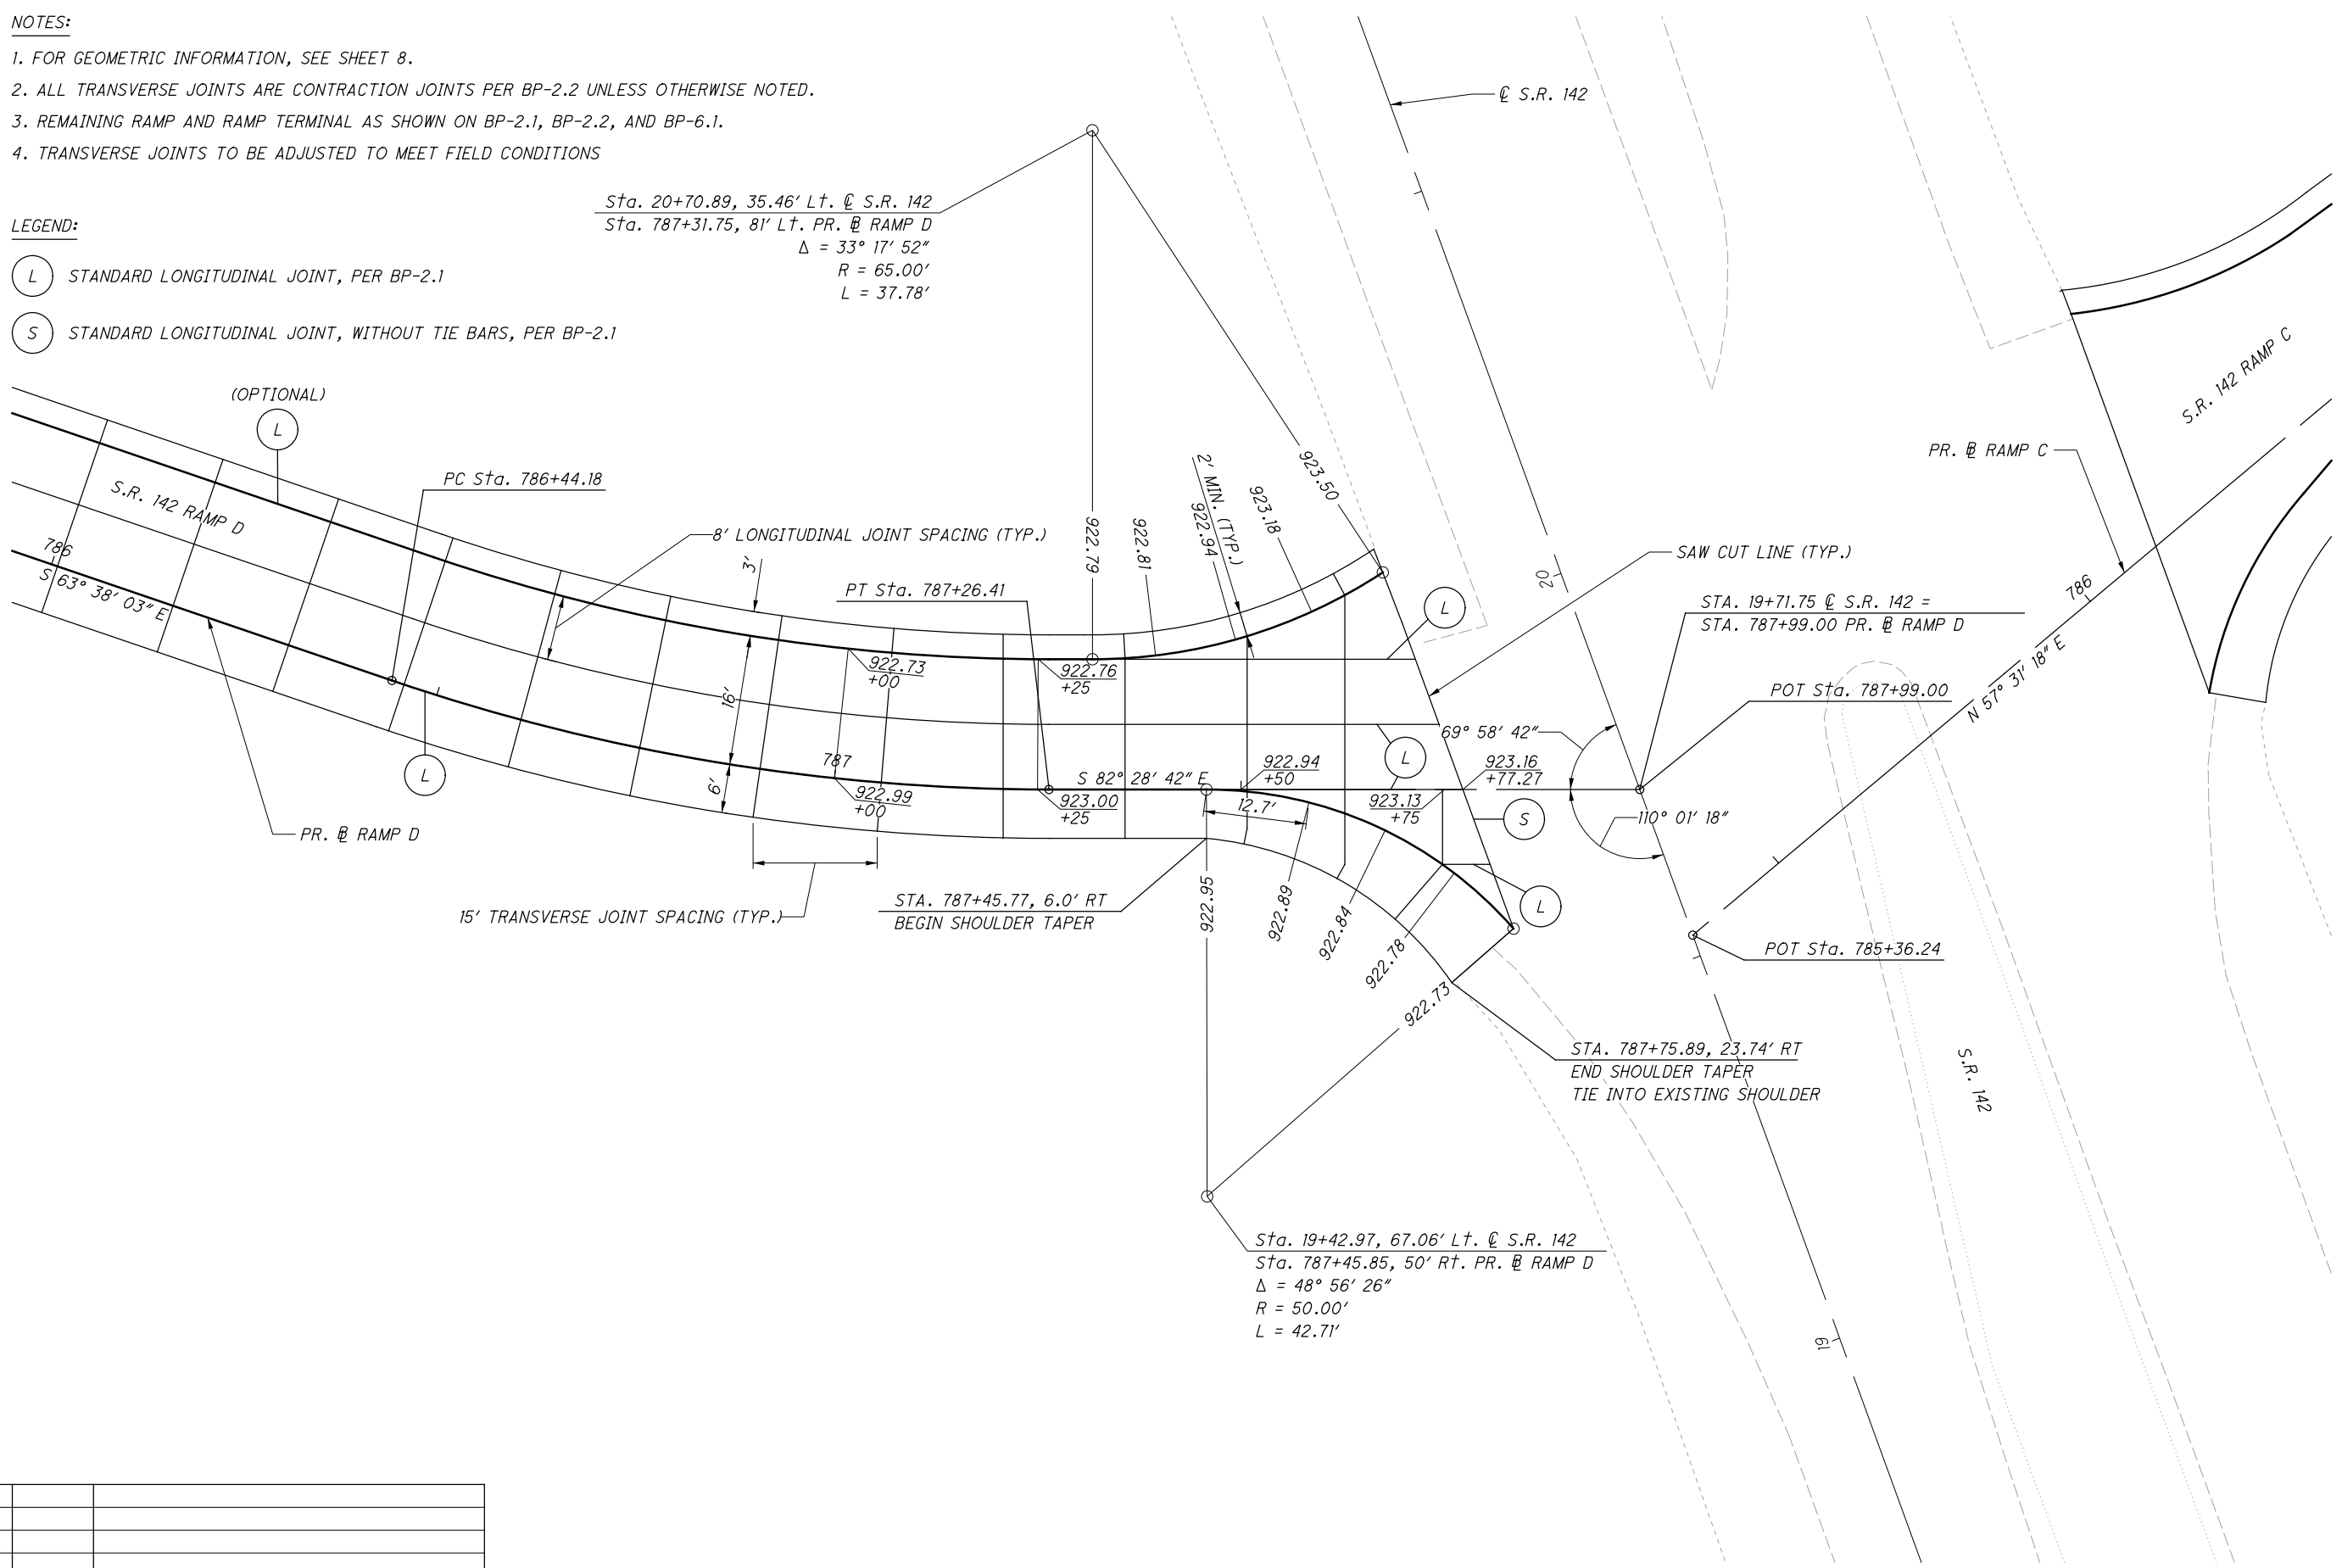 NOTES:
1. FOR GEOMETRIC INFORMATION, SEE SHEET 8.
2. ALL TRANSVERSE JOINTS ARE CONTRACTION JOINTS PER BP-2.2 UNLESS OTHERWISE NOTED.
3. REMAINING RAMP AND RAMP TERMINAL AS SHOWN ON BP-2.1, BP-2.2, AND BP-6.1.
4. TRANSVERSE JOINTS TO BE ADJUSTED TO MEET FIELD CONDITIONS
LEGEND:
L STANDARD LONGITUDINAL JOINT, PER BP-2.1
S STANDARD LONGITUDINAL JOINT, WITHOUT TIE BARS, PER BP-2.1
℄ S.R. 142
Sta. 20+70.89, 35.46' Lt. ℄ S.R. 142
Sta. 787+31.75, 81' Lt. PR. BL RAMP D
Δ = 33° 17' 52"
R = 65.00'
L = 37.78'
(OPTIONAL)
L
S.R. 142 RAMP D
786
S 63° 38' 03" E
PC Sta. 786+44.18
8' LONGITUDINAL JOINT SPACING (TYP.)
3'
PT Sta. 787+26.41
922.79
922.81
2' MIN. (TYP.)
922.94
923.18
923.50
L
20
SAW CUT LINE (TYP.)
STA. 19+71.75 ℄ S.R. 142 =
STA. 787+99.00 PR. BL RAMP D
POT Sta. 787+99.00
PR. BL RAMP C
S.R. 142 RAMP C
786
N 57° 31' 18" E
922.73
+00
922.76
+25
16'
6'
L
787
922.99
+00
S 82° 28' 42" E
923.00
+25
922.94
+50
12.7'
L
923.13
+75
923.16
+77.27
69° 58' 42"
110° 01' 18"
S
L
PR. BL RAMP D
15' TRANSVERSE JOINT SPACING (TYP.)
STA. 787+45.77, 6.0' RT
BEGIN SHOULDER TAPER
922.95
922.89
922.84
922.78
922.73
POT Sta. 785+36.24
STA. 787+75.89, 23.74' RT
END SHOULDER TAPER
TIE INTO EXISTING SHOULDER
S.R. 142
Sta. 19+42.97, 67.06' Lt. ℄ S.R. 142
Sta. 787+45.85, 50' Rt. PR. BL RAMP D
Δ = 48° 56' 26"
R = 50.00'
L = 42.71'
19